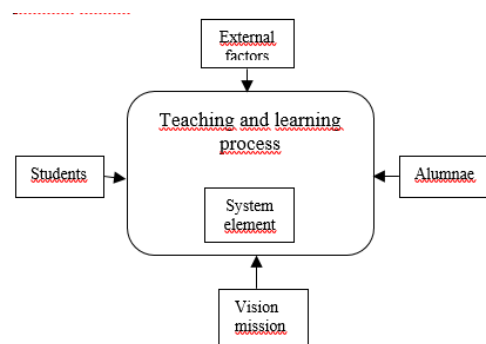 External
factors
Teaching and learning
process
Students
Alumnae
System
element
Vision
mission